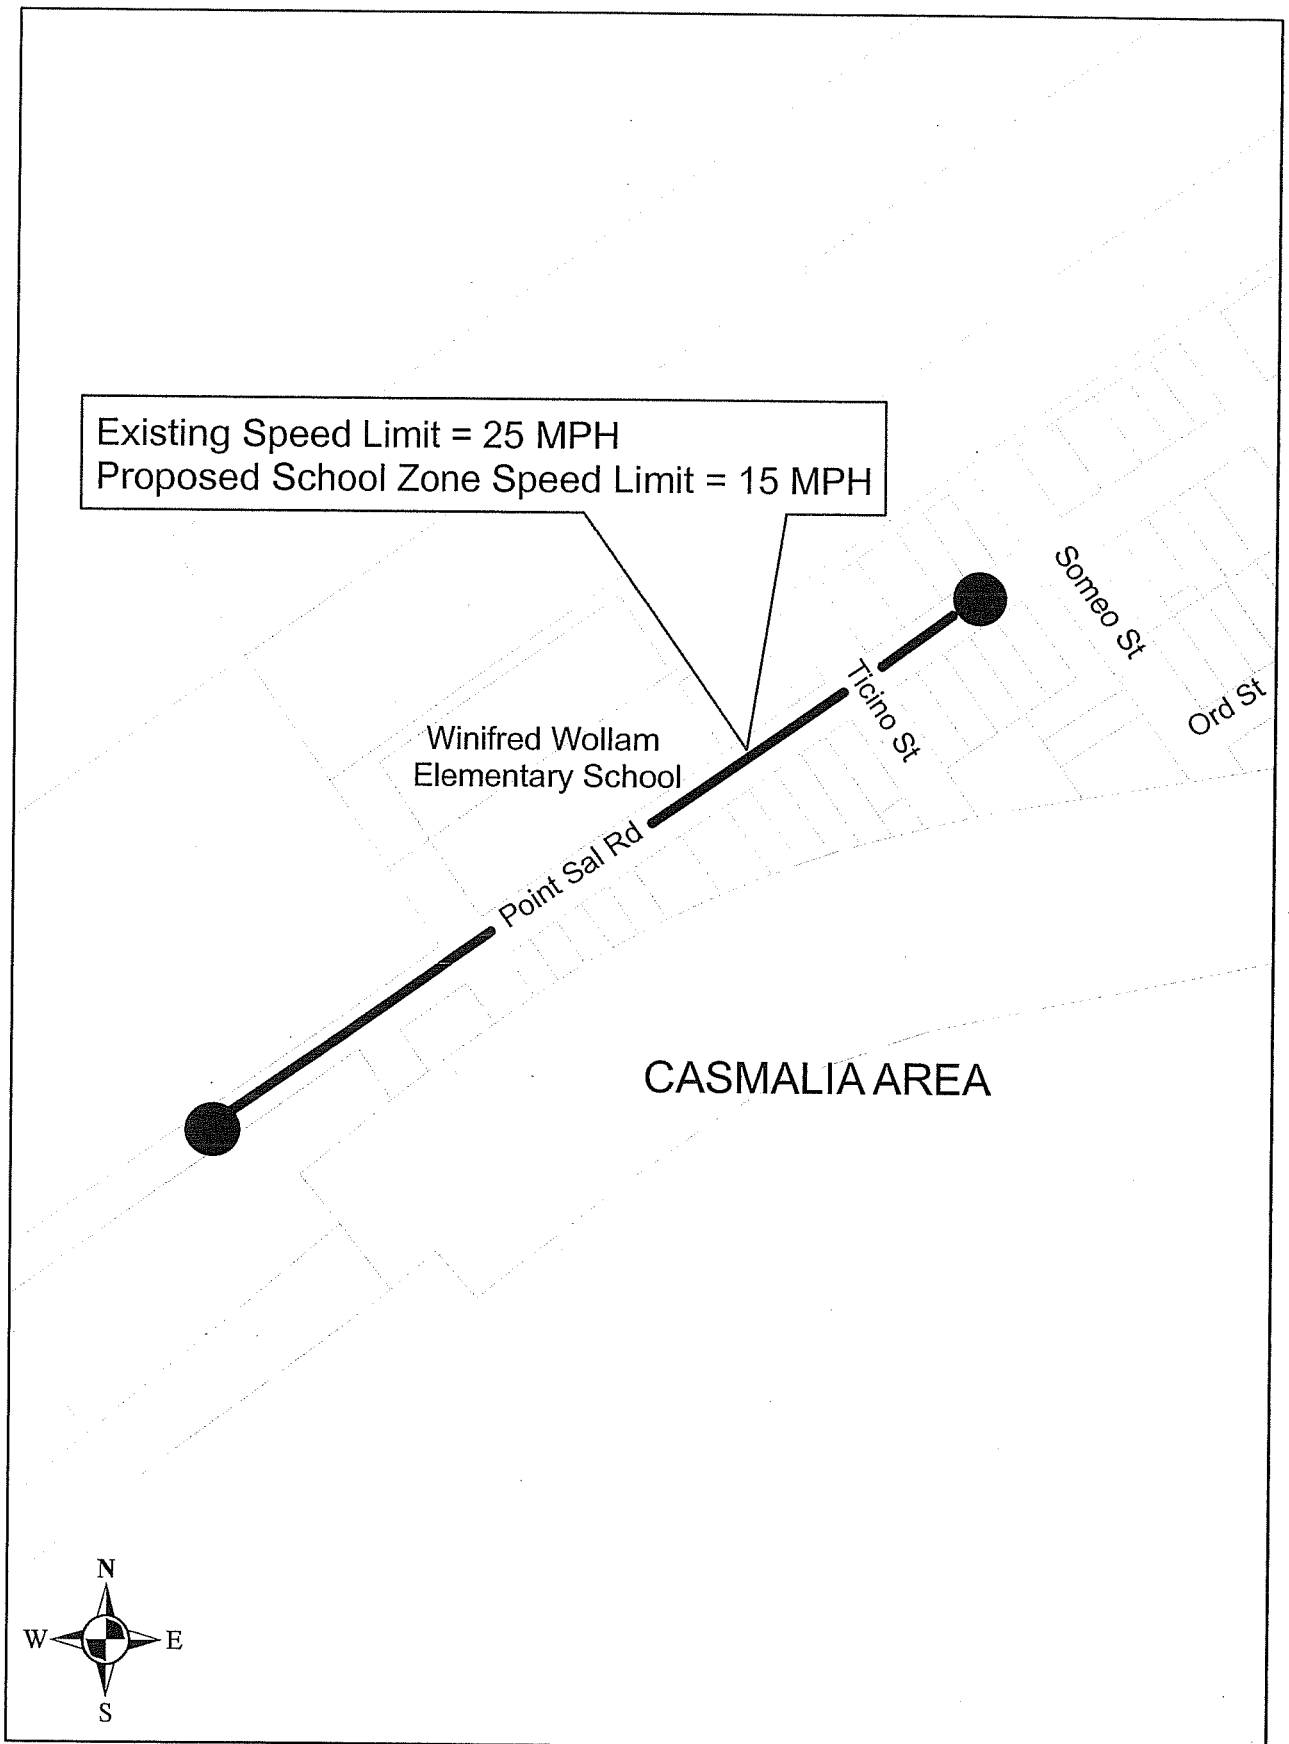 Existing Speed Limit = 25 MPH
Proposed School Zone Speed Limit = 15 MPH
Someo St
Ticino St
Ord St
Winifred Wollam
Elementary School
Point Sal Rd
CASMALIA AREA
N
W
E
S